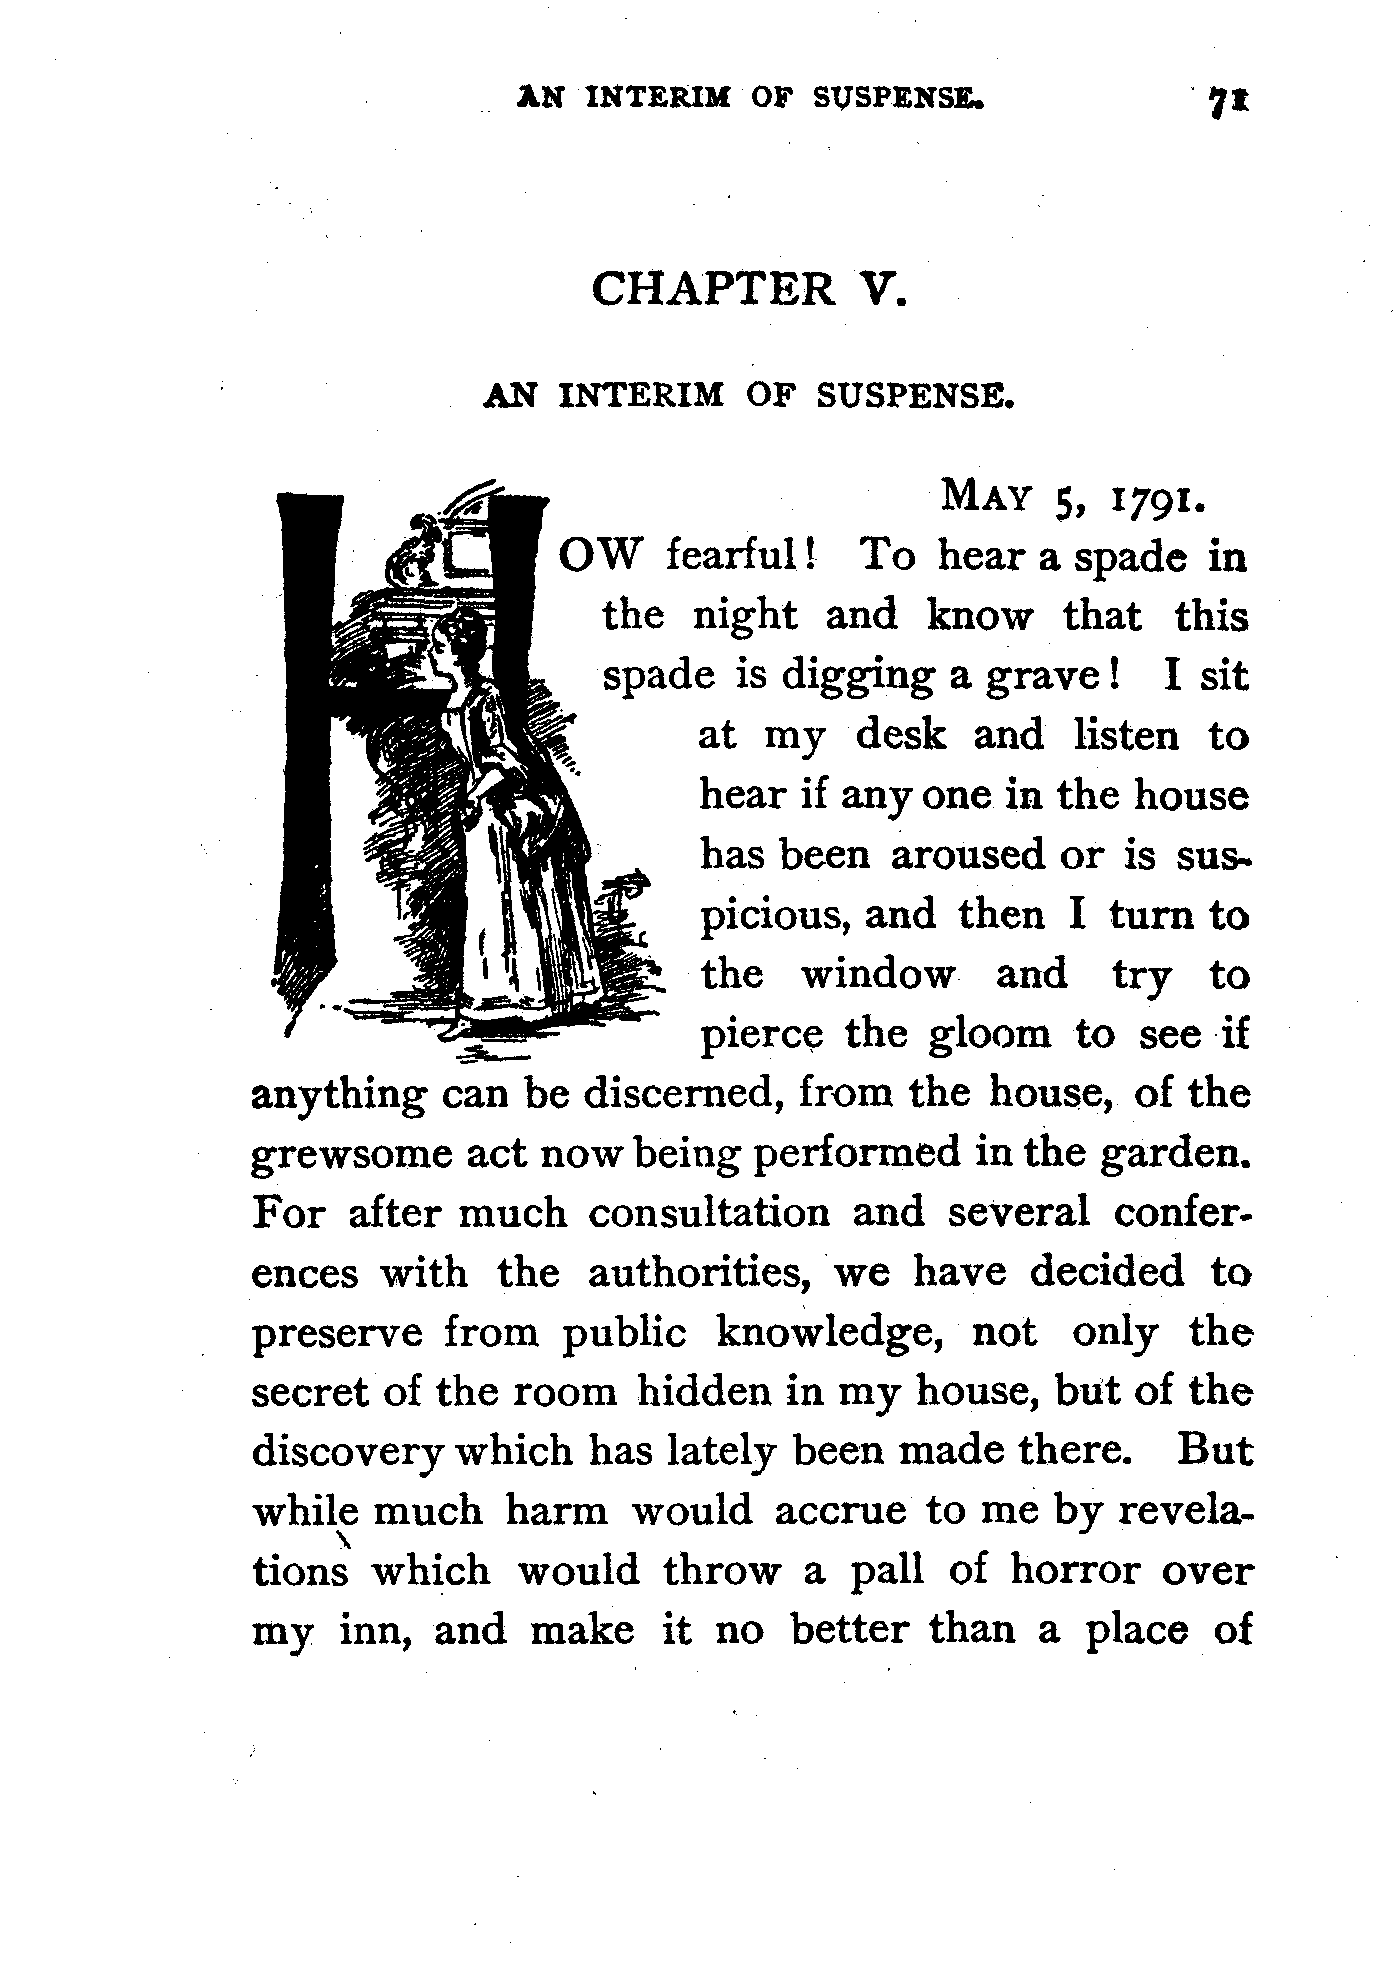 AN INTERIM OF SUSPENSE. 71
CHAPTER V.
AN INTERIM OF SUSPENSE.
MAY 5, 1791.
HOW fearful! To hear a spade in
the night and know that this
spade is digging a grave! I sit
at my desk and listen to
hear if any one in the house
has been aroused or is sus-
picious, and then I turn to
the window and try to
pierce the gloom to see if
anything can be discerned, from the house, of the
grewsome act now being performed in the garden.
For after much consultation and several confer-
ences with the authorities, we have decided to
preserve from public knowledge, not only the
secret of the room hidden in my house, but of the
discovery which has lately been made there. But
while much harm would accrue to me by revela-
tions which would throw a pall of horror over
my inn, and make it no better than a place of